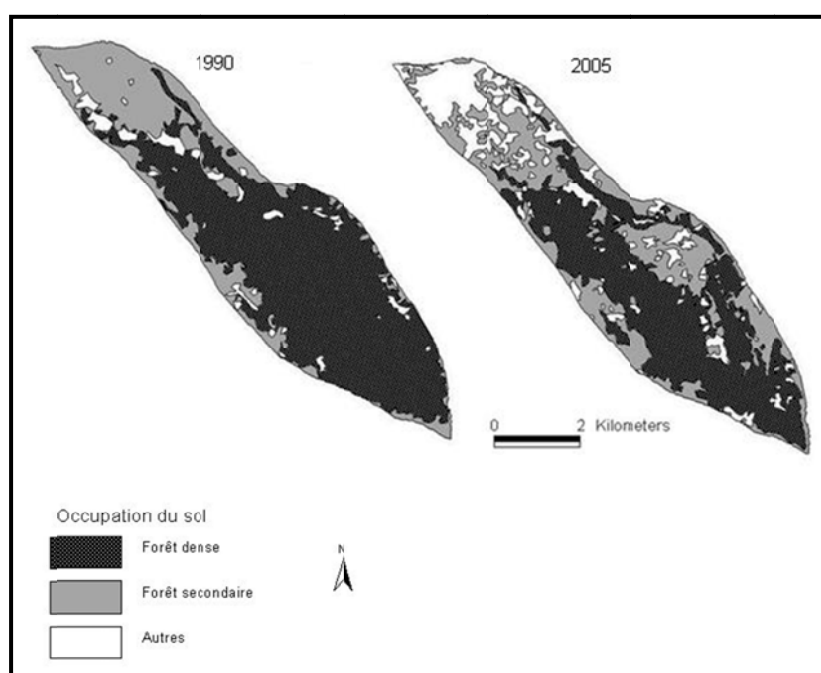 1990
2005
0 2 Kilometers
Occupation du sol
Forêt dense
N
Forêt secondaire
Autres